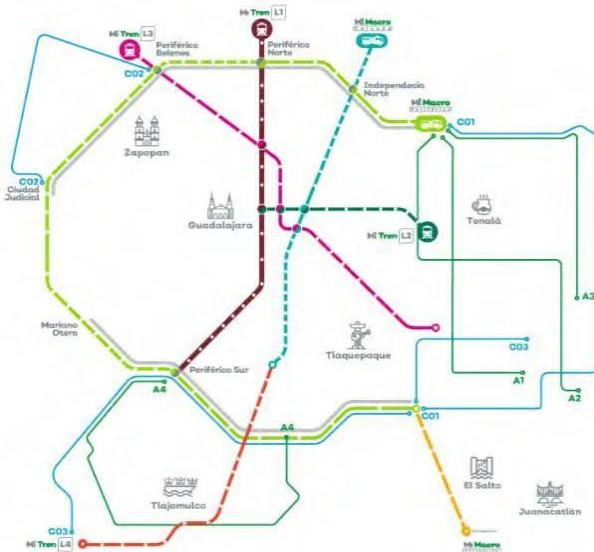 Mi Tren L1
Mi Tren L3
Periférico
Belenes
Periférico
Norte
Mi Macro
C02
Independecia
Norte
Mi Macro
C01
Zapopan
C02
Ciudad
Judicial
Guadalajara
Mi Tren L2
Tonalá
A3
Mariano
Otero
Tlaquepaque
C03
Periférico Sur
A4
A1
A2
C01
A4
El Salto
Tlajomulco
Juanacatlán
C03
Mi Tren L4
Mi Macro